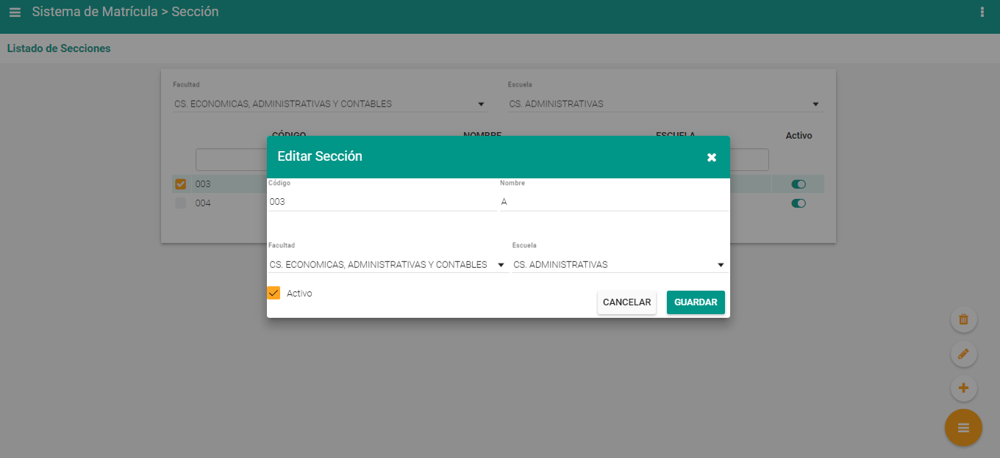 Sistema de Matrícula > Sección
Listado de Secciones
Facultad
Escuela
CS. ECONOMICAS, ADMINISTRATIVAS Y CONTABLES
CS. ADMINISTRATIVAS
CÓDIGO
NOMBRE
ESCUELA
Activo
003
004
Editar Sección
Código
Nombre
003
A
Facultad
Escuela
CS. ECONOMICAS, ADMINISTRATIVAS Y CONTABLES
CS. ADMINISTRATIVAS
Activo
CANCELAR
GUARDAR